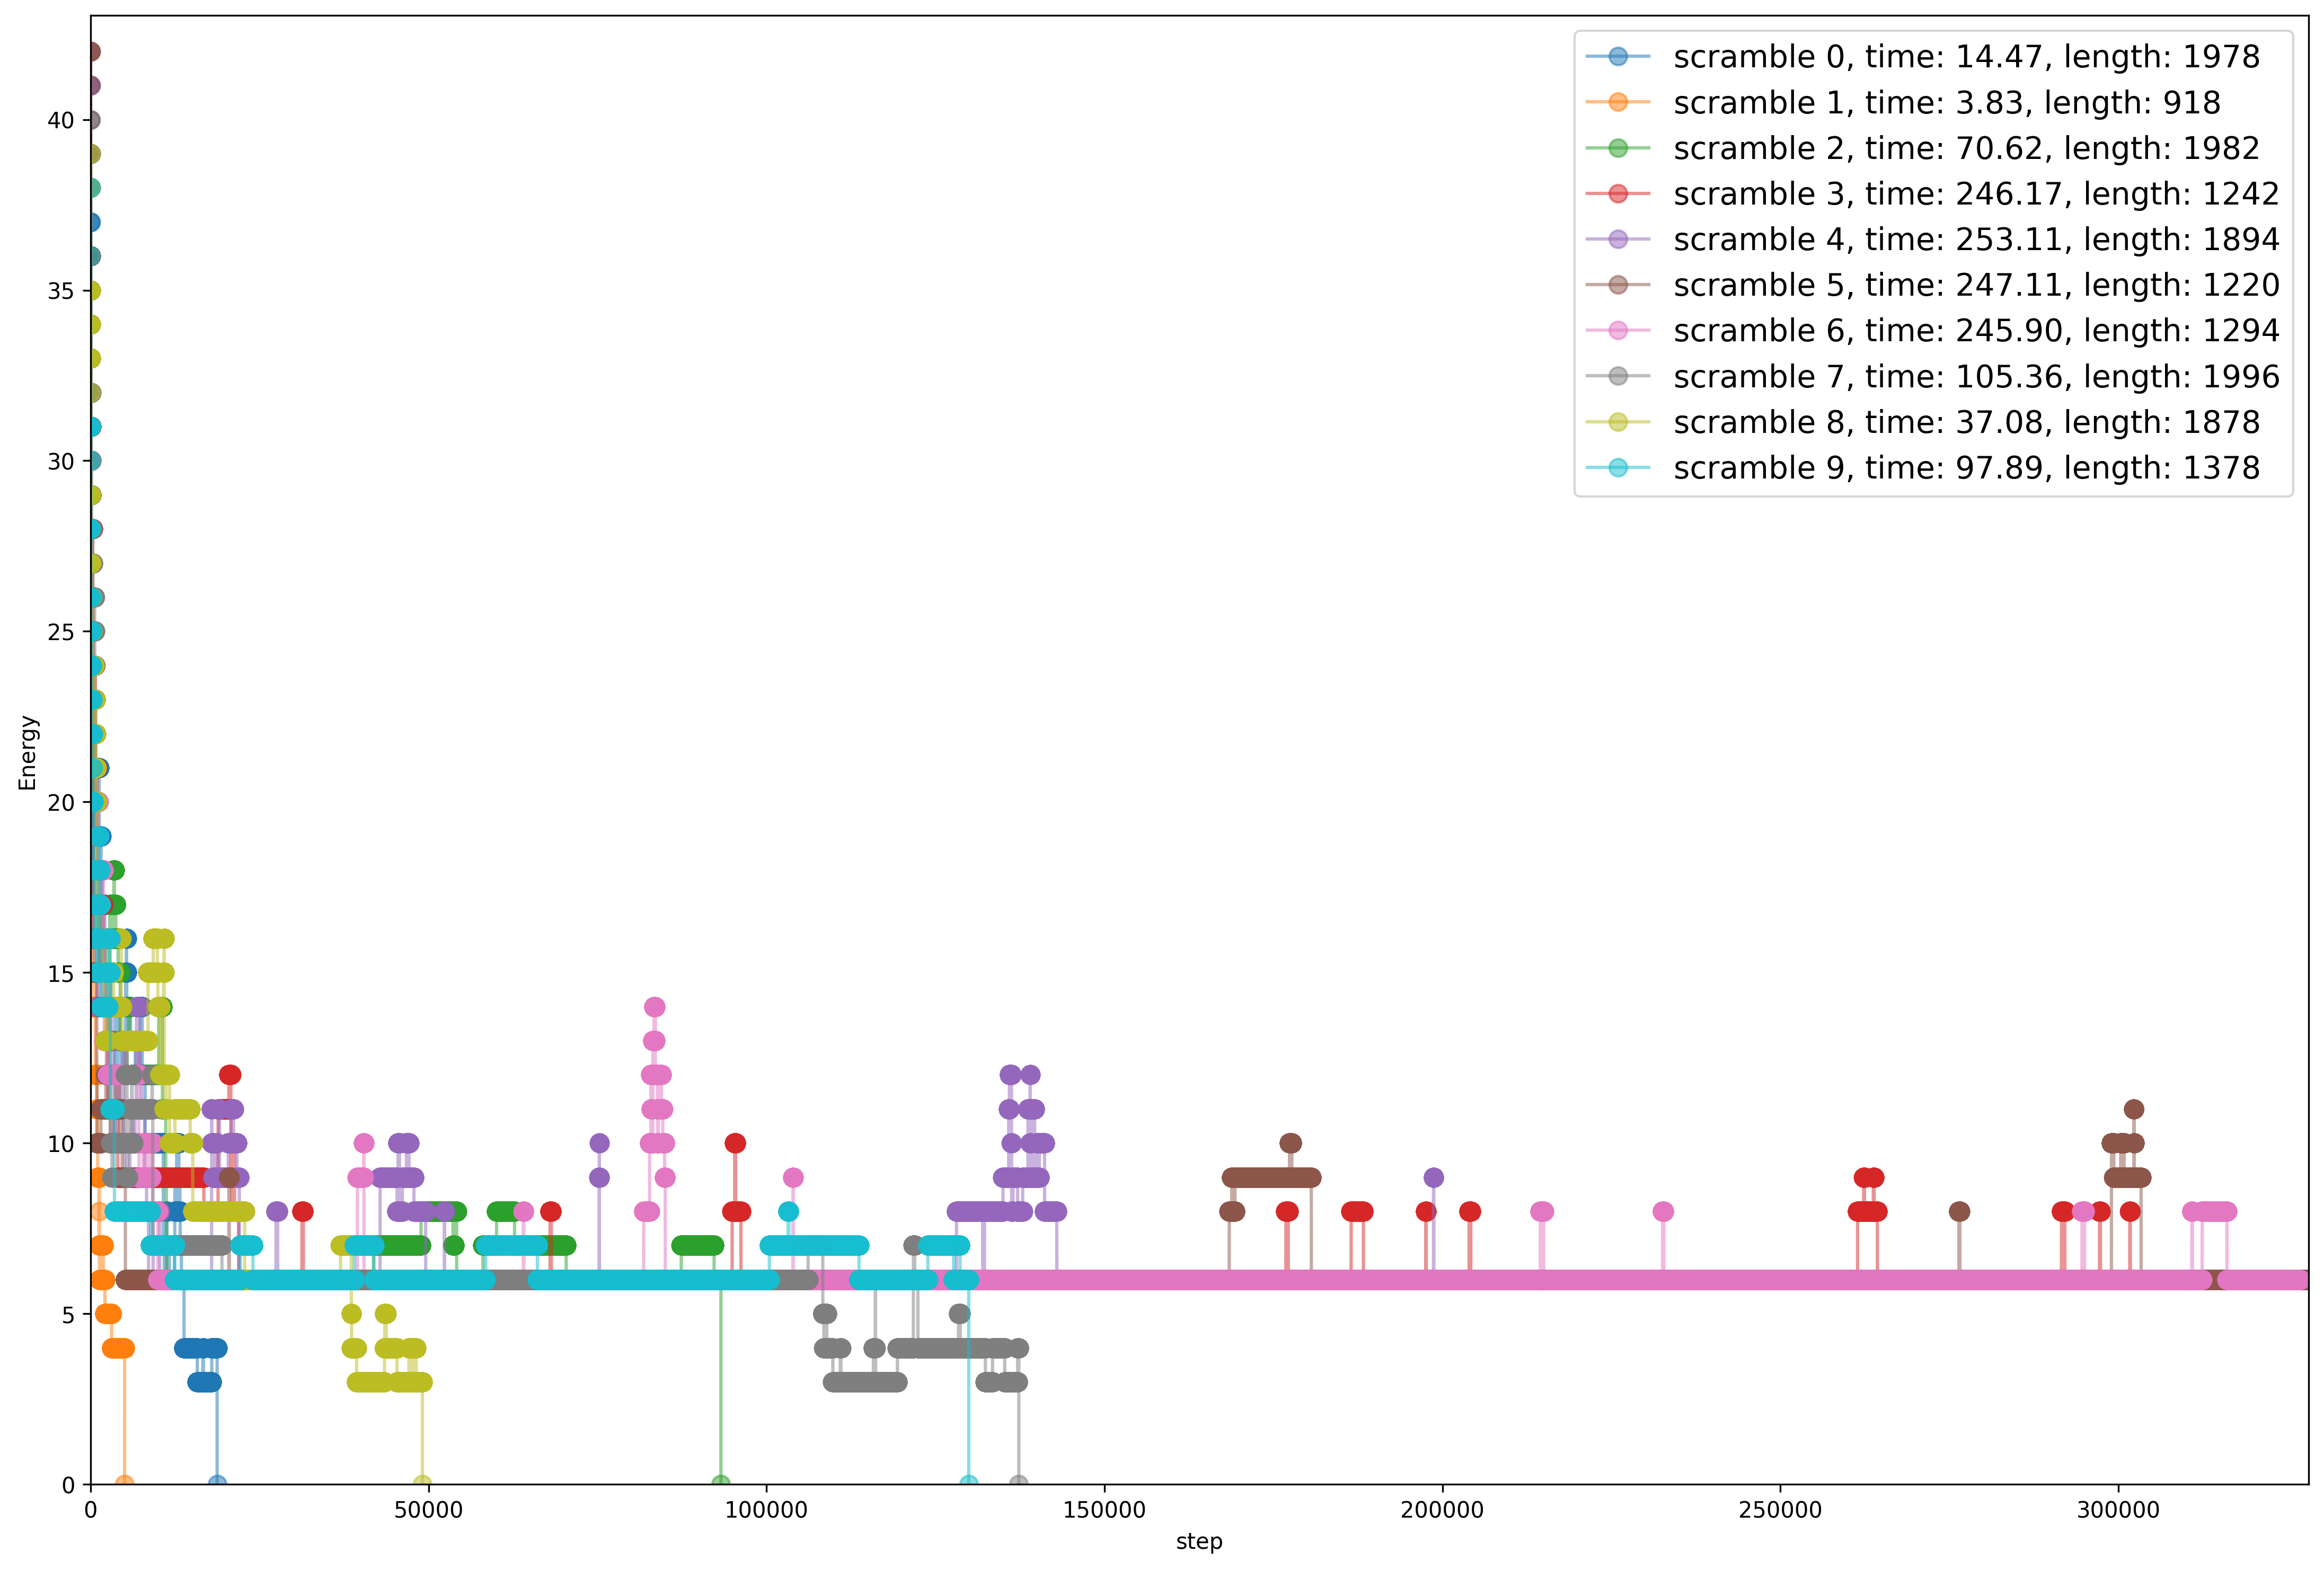 scramble 0, time: 14.47, length: 1978
scramble 1, time: 3.83, length: 918
scramble 2, time: 70.62, length: 1982
scramble 3, time: 246.17, length: 1242
scramble 4, time: 253.11, length: 1894
scramble 5, time: 247.11, length: 1220
scramble 6, time: 245.90, length: 1294
scramble 7, time: 105.36, length: 1996
scramble 8, time: 37.08, length: 1878
scramble 9, time: 97.89, length: 1378
Energy
40
35
30
25
20
15
10
5
0
0 50000 100000 150000 200000 250000 300000
step